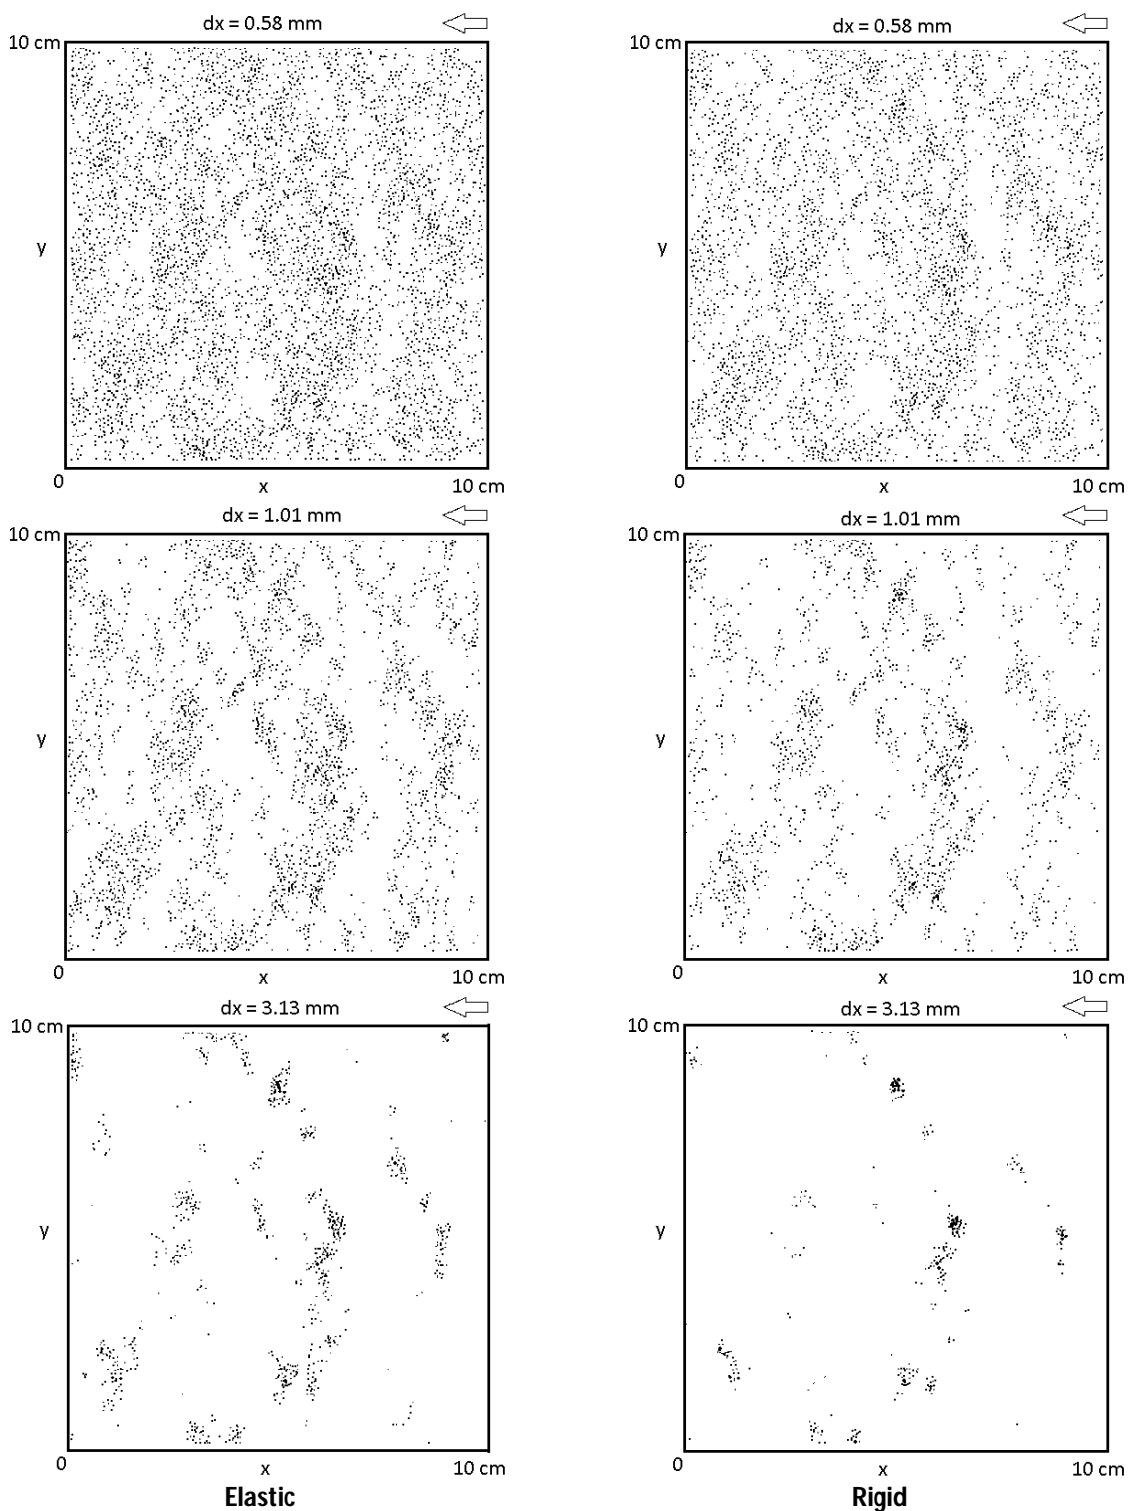 dx = 0.58 mm
10 cm
y
0
x
10 cm
dx = 0.58 mm
10 cm
y
0
x
10 cm
dx = 1.01 mm
10 cm
y
0
x
10 cm
dx = 1.01 mm
10 cm
y
0
x
10 cm
dx = 3.13 mm
10 cm
y
0
x
10 cm
Elastic
dx = 3.13 mm
10 cm
y
0
x
10 cm
Rigid